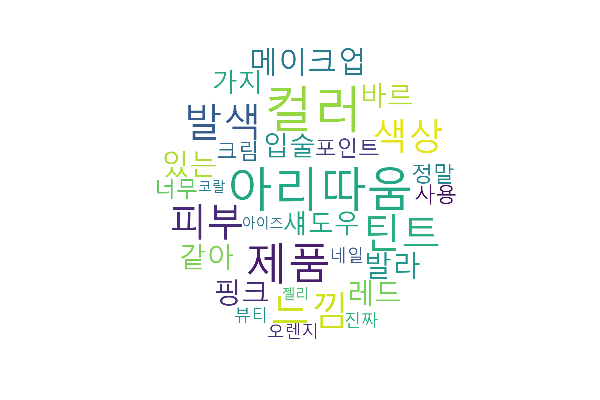 메이크업
가지
컬러
바르
발색
색상
크림
입술
포인트
있는
정말
너무
코랄
아리따움
사용
피부
아이즈
섀도우
틴트
같아
제품
네일
발라
핑크
젤리
느낌
레드
뷰티
오렌지
진짜